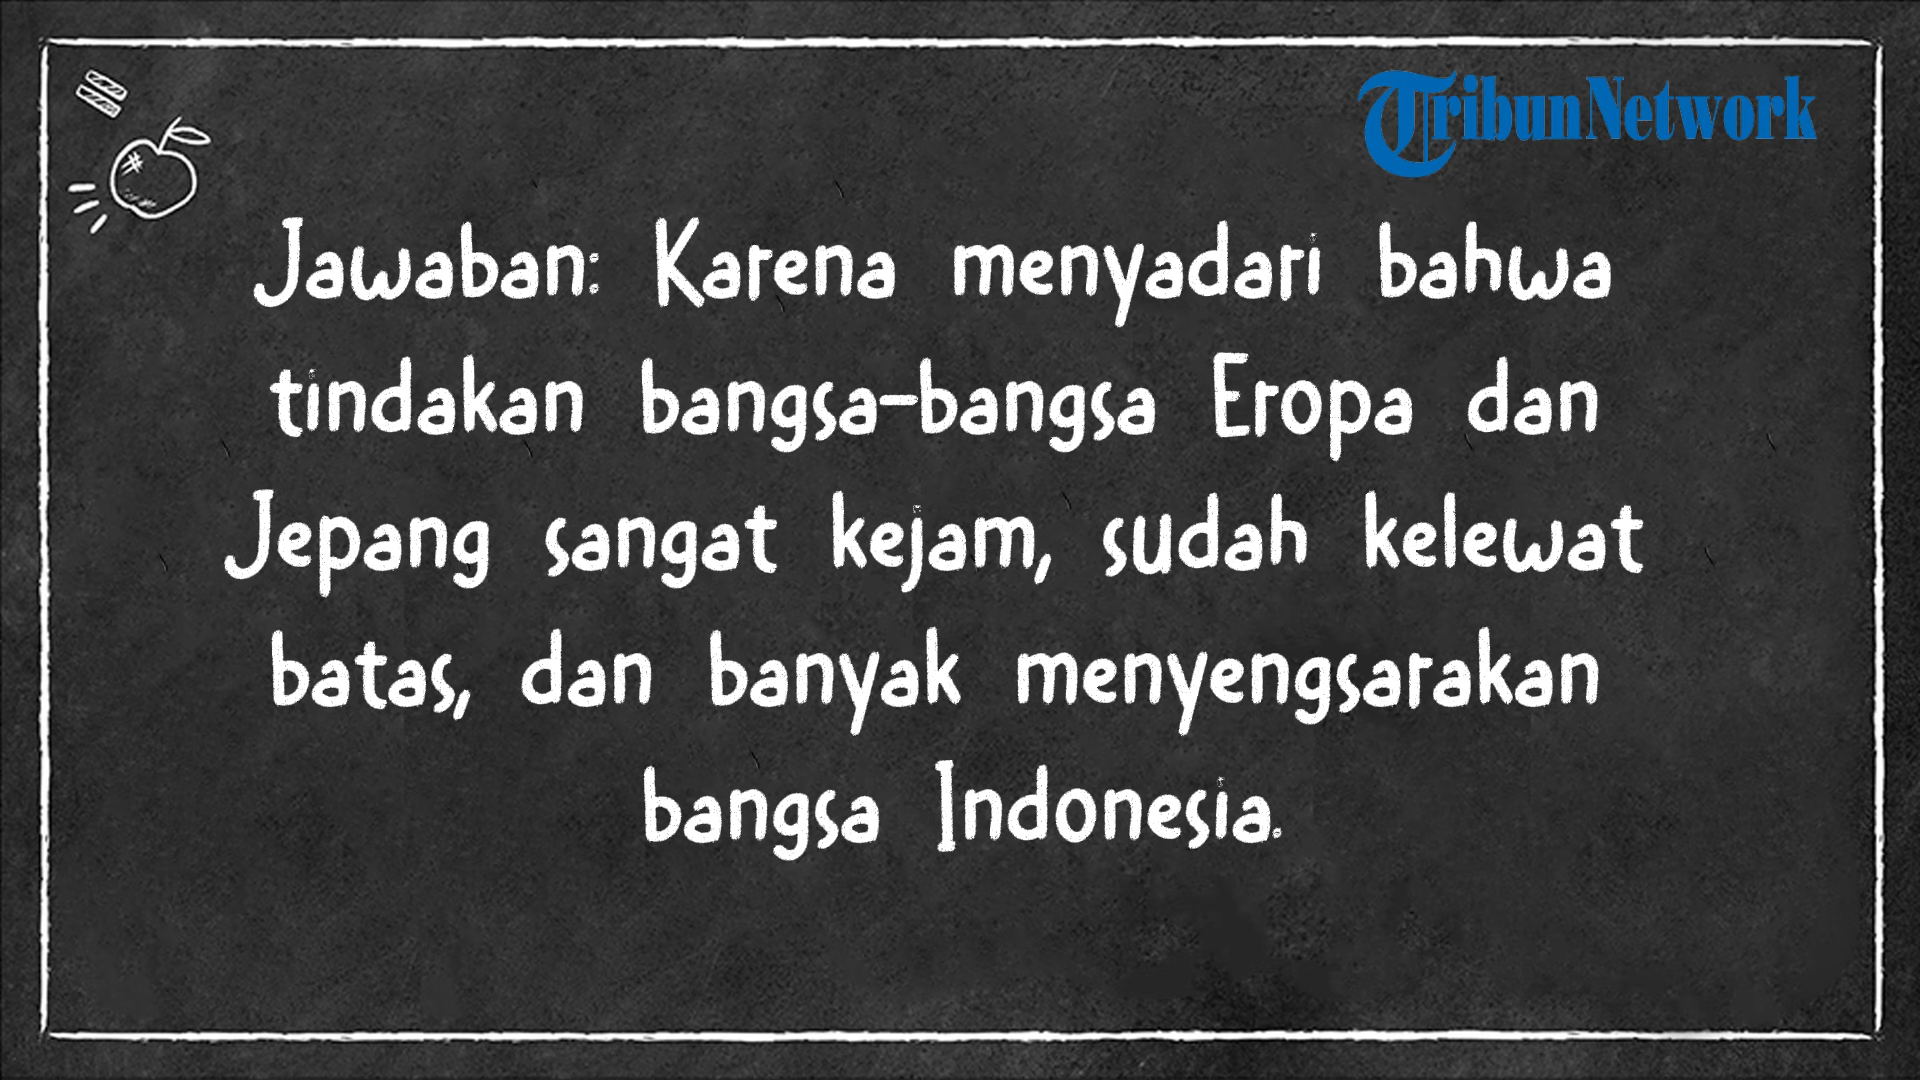 TribunNetwork
Jawaban: Karena menyadari bahwa
tindakan bangsa-bangsa Eropa dan
Jepang sangat kejam, sudah kelewat
batas, dan banyak menyengsarakan
bangsa Indonesia.